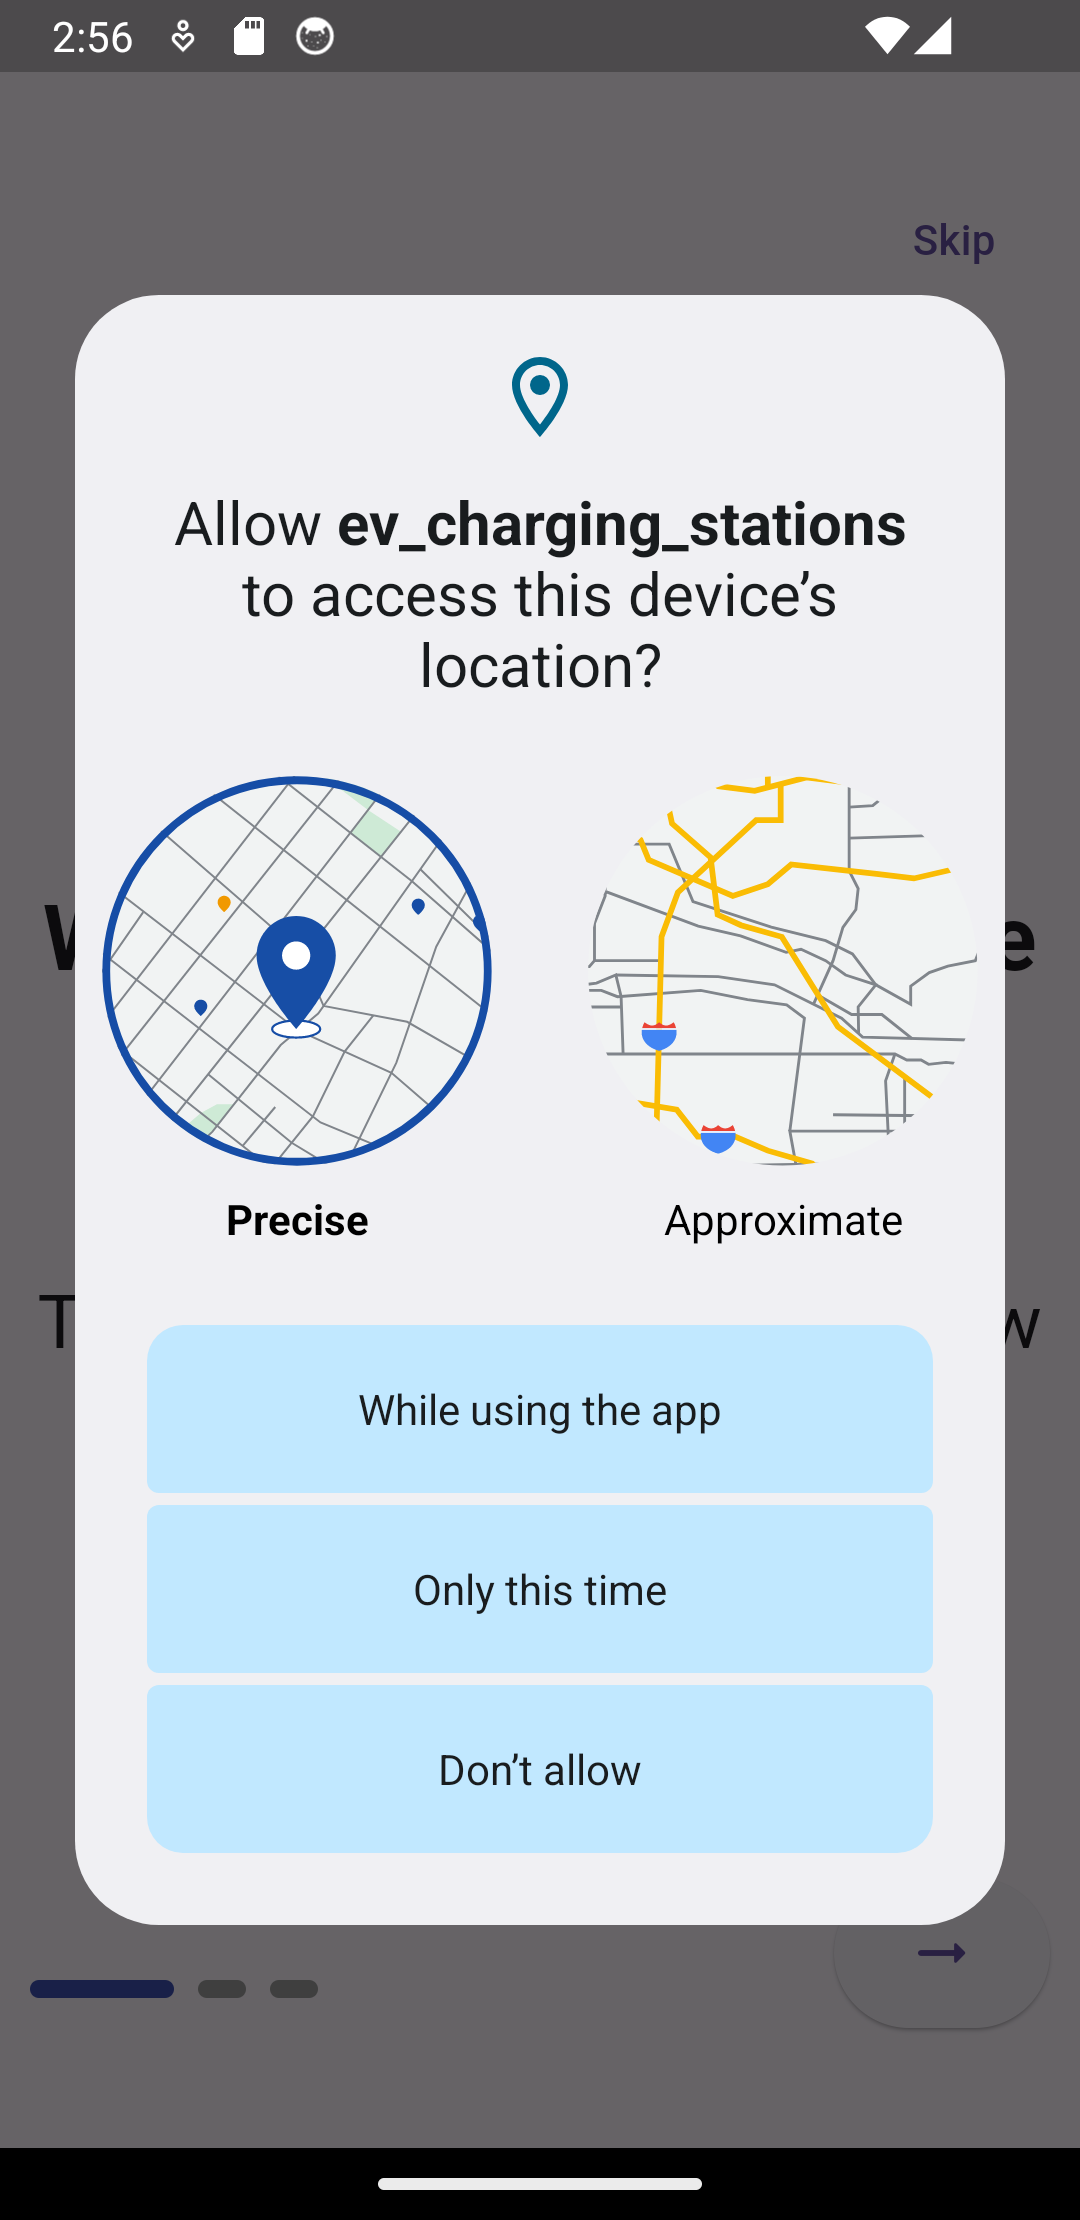 2:56
Skip
Allow ev_charging_stations
to access this device’s
location?
Precise
Approximate
While using the app
Only this time
Don’t allow